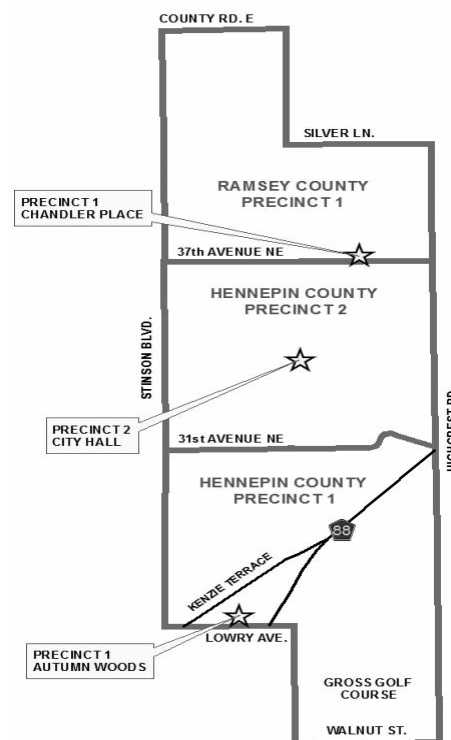 COUNTY RD. E
SILVER LN.
RAMSEY COUNTY
PRECINCT 1
PRECINCT 1
CHANDLER PLACE
37th AVENUE NE
HENNEPIN COUNTY
PRECINCT 2
STINSON BLVD.
HIGHCREST RD.
PRECINCT 2
CITY HALL
31st AVENUE NE
HENNEPIN COUNTY
PRECINCT 1
88
KENZIE TERRACE
LOWRY AVE.
PRECINCT 1
AUTUMN WOODS
GROSS GOLF
COURSE
WALNUT ST.